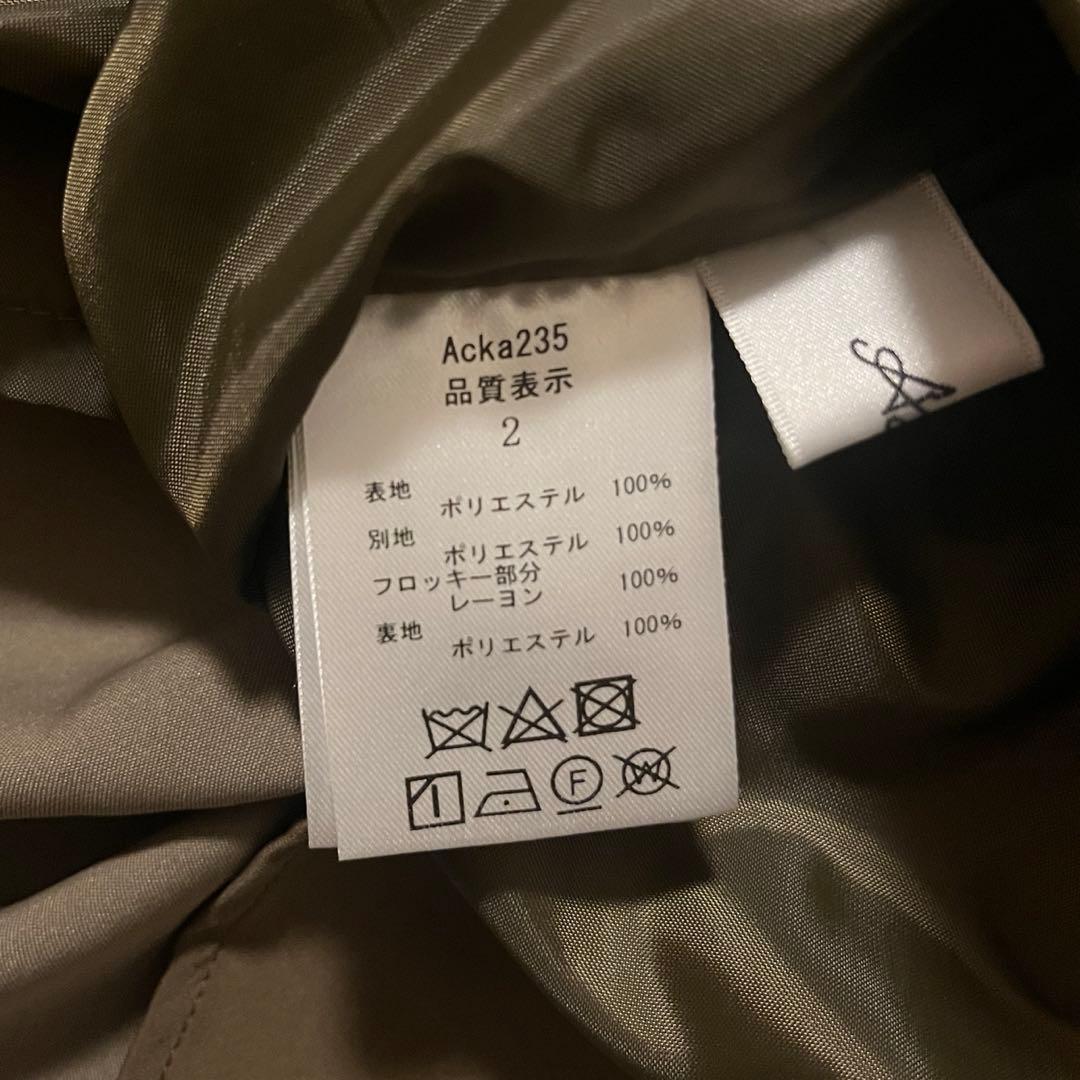 Acka235
品質表示
2
表地 ポリエステル 100%
別地 ポリエステル 100%
フロッキー部分
レーヨン 100%
裏地 ポリエステル 100%
F
W